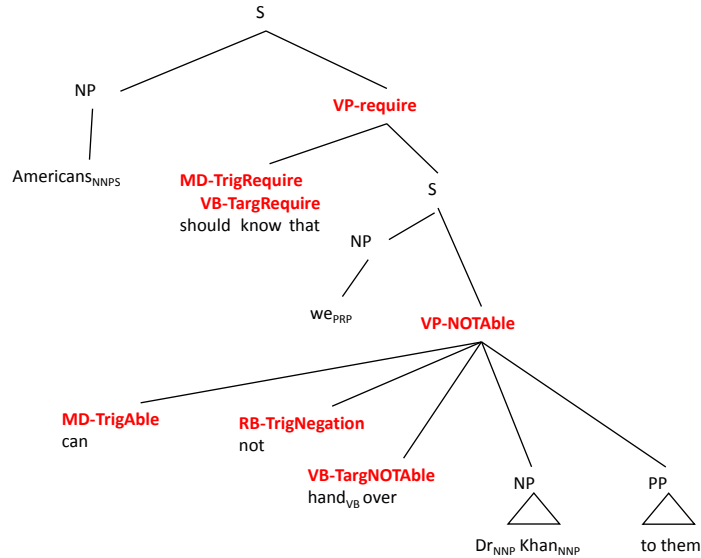 S
NP
VP-require
Americans NNPS
MD-TrigRequire
VB-TargRequire
should know that
S
NP
we PRP
VP-NOTAble
MD-TrigAble
can
RB-TrigNegation
not
VB-TargNOTAble
hand VB over
NP
Dr NNP Khan NNP
PP
to them